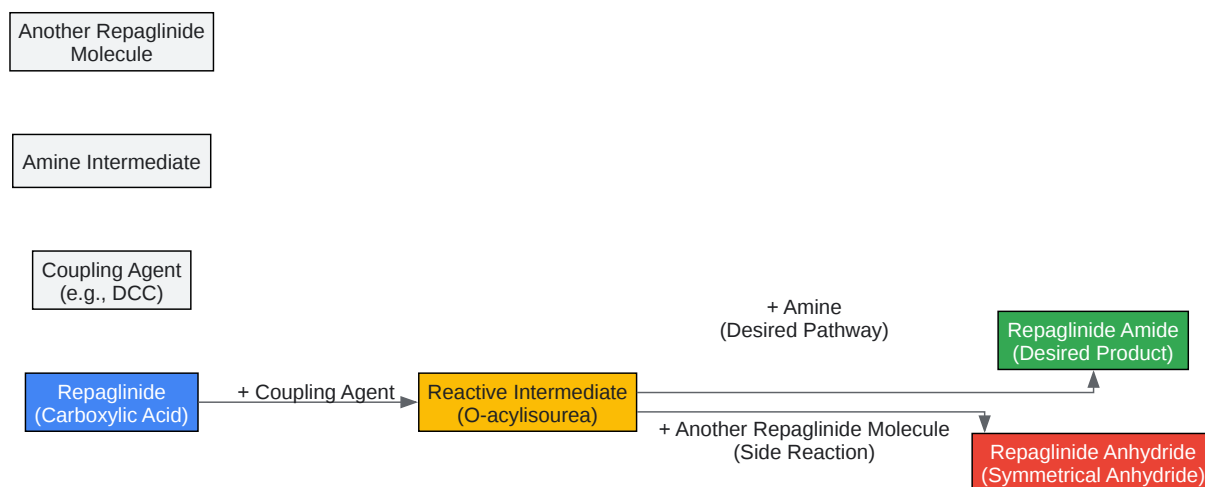 Another Repaglinide
Molecule
Amine Intermediate
Coupling Agent
(e.g., DCC)
+ Amine
(Desired Pathway)
Repaglinide Amide
(Desired Product)
Repaglinide
(Carboxylic Acid)
+ Coupling Agent
Reactive Intermediate
(O-acylisourea)
+ Another Repaglinide Molecule
(Side Reaction)
Repaglinide Anhydride
(Symmetrical Anhydride)